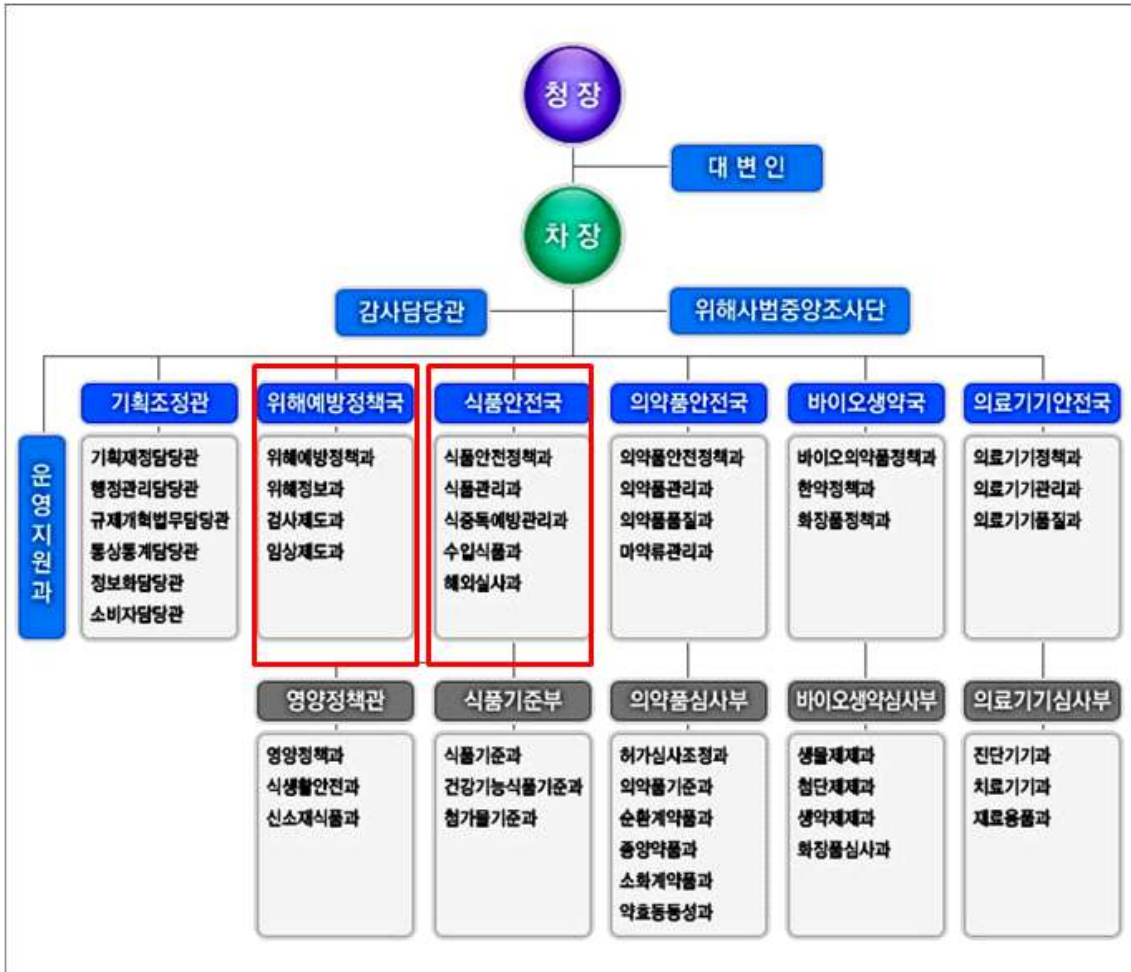 청 장
대 변 인
차 장
감사담당관
위해사범중앙조사단
운영지원과
기획조정관
기획재정담당관
행정관리담당관
규제개혁법무담당관
통상통계담당관
정보화담당관
소비자담당관
위해예방정책국
위해예방정책과
위해정보과
검사제도과
임상제도과
식품안전국
식품안전정책과
식품관리과
식중독예방관리과
수입식품과
해외실사과
의약품안전국
의약품안전정책과
의약품관리과
의약품품질과
마약류관리과
바이오생약국
바이오의약품정책과
한약정책과
화장품정책과
의료기기안전국
의료기기정책과
의료기기관리과
의료기기품질과
영양정책관
영양정책과
식생활안전과
신소재식품과
식품기준부
식품기준과
건강기능식품기준과
첨가물기준과
의약품심사부
허가심사조정과
의약품기준과
순환계약품과
종양약품과
소화계약품과
약효동등성과
바이오생약심사부
생물제제과
첨단제제과
생약제제과
화장품심사과
의료기기심사부
진단기기과
치료기기과
재료용품과